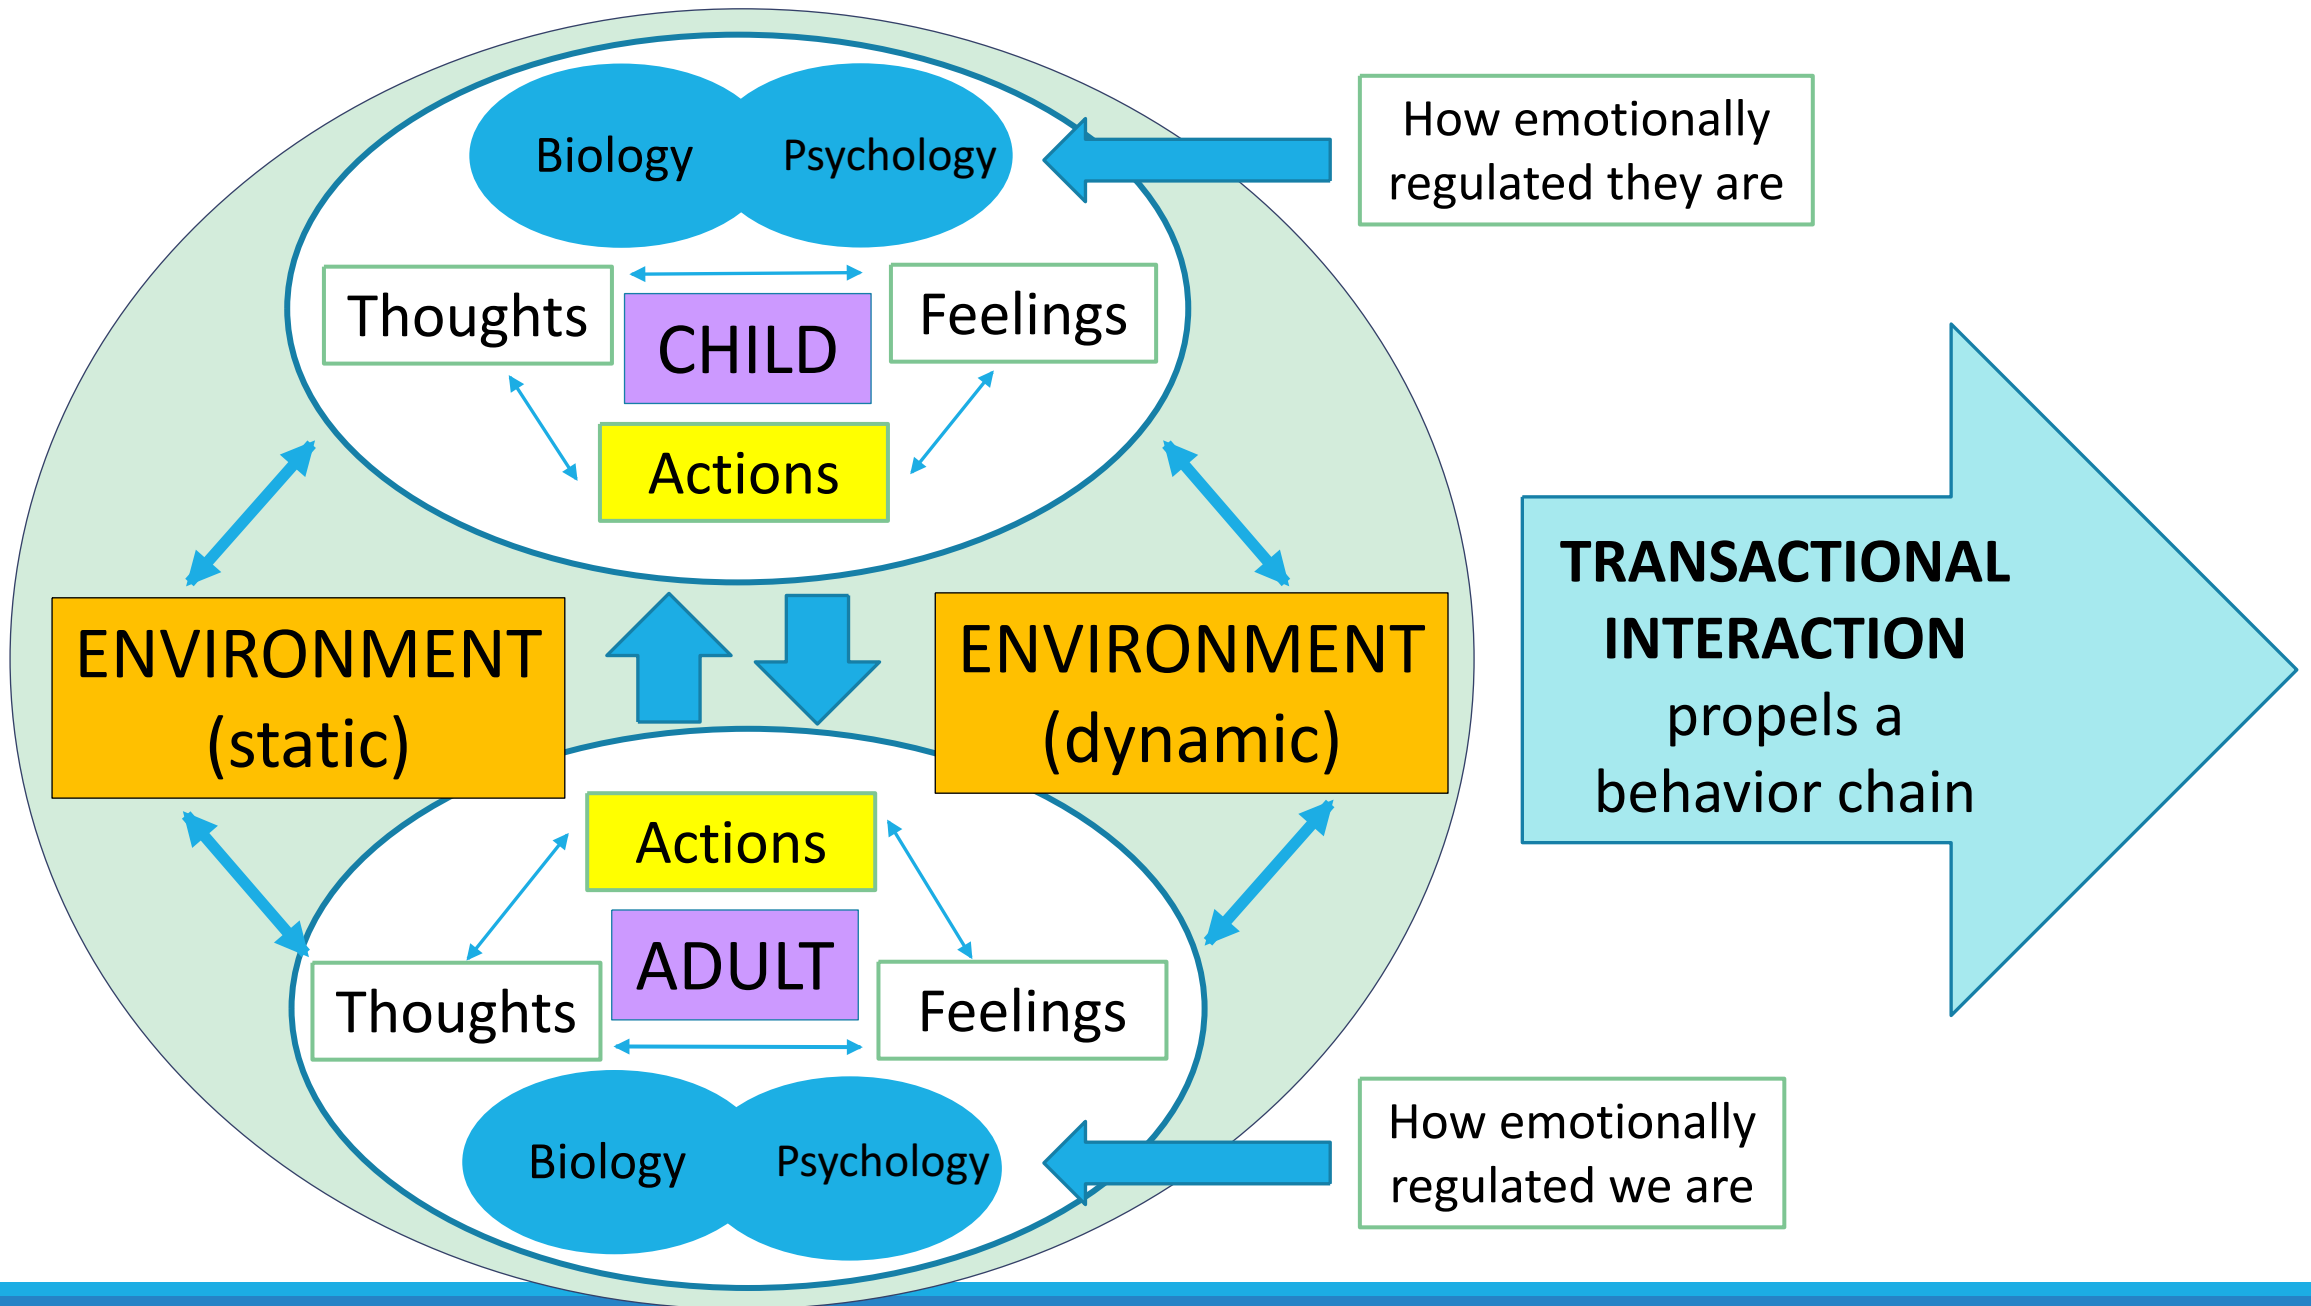 Biology
Psychology
How emotionally
regulated they are
Thoughts
Feelings
CHILD
Actions
ENVIRONMENT
(static)
ENVIRONMENT
(dynamic)
TRANSACTIONAL
INTERACTION
propels a
behavior chain
Actions
ADULT
Thoughts
Feelings
Biology
Psychology
How emotionally
regulated we are